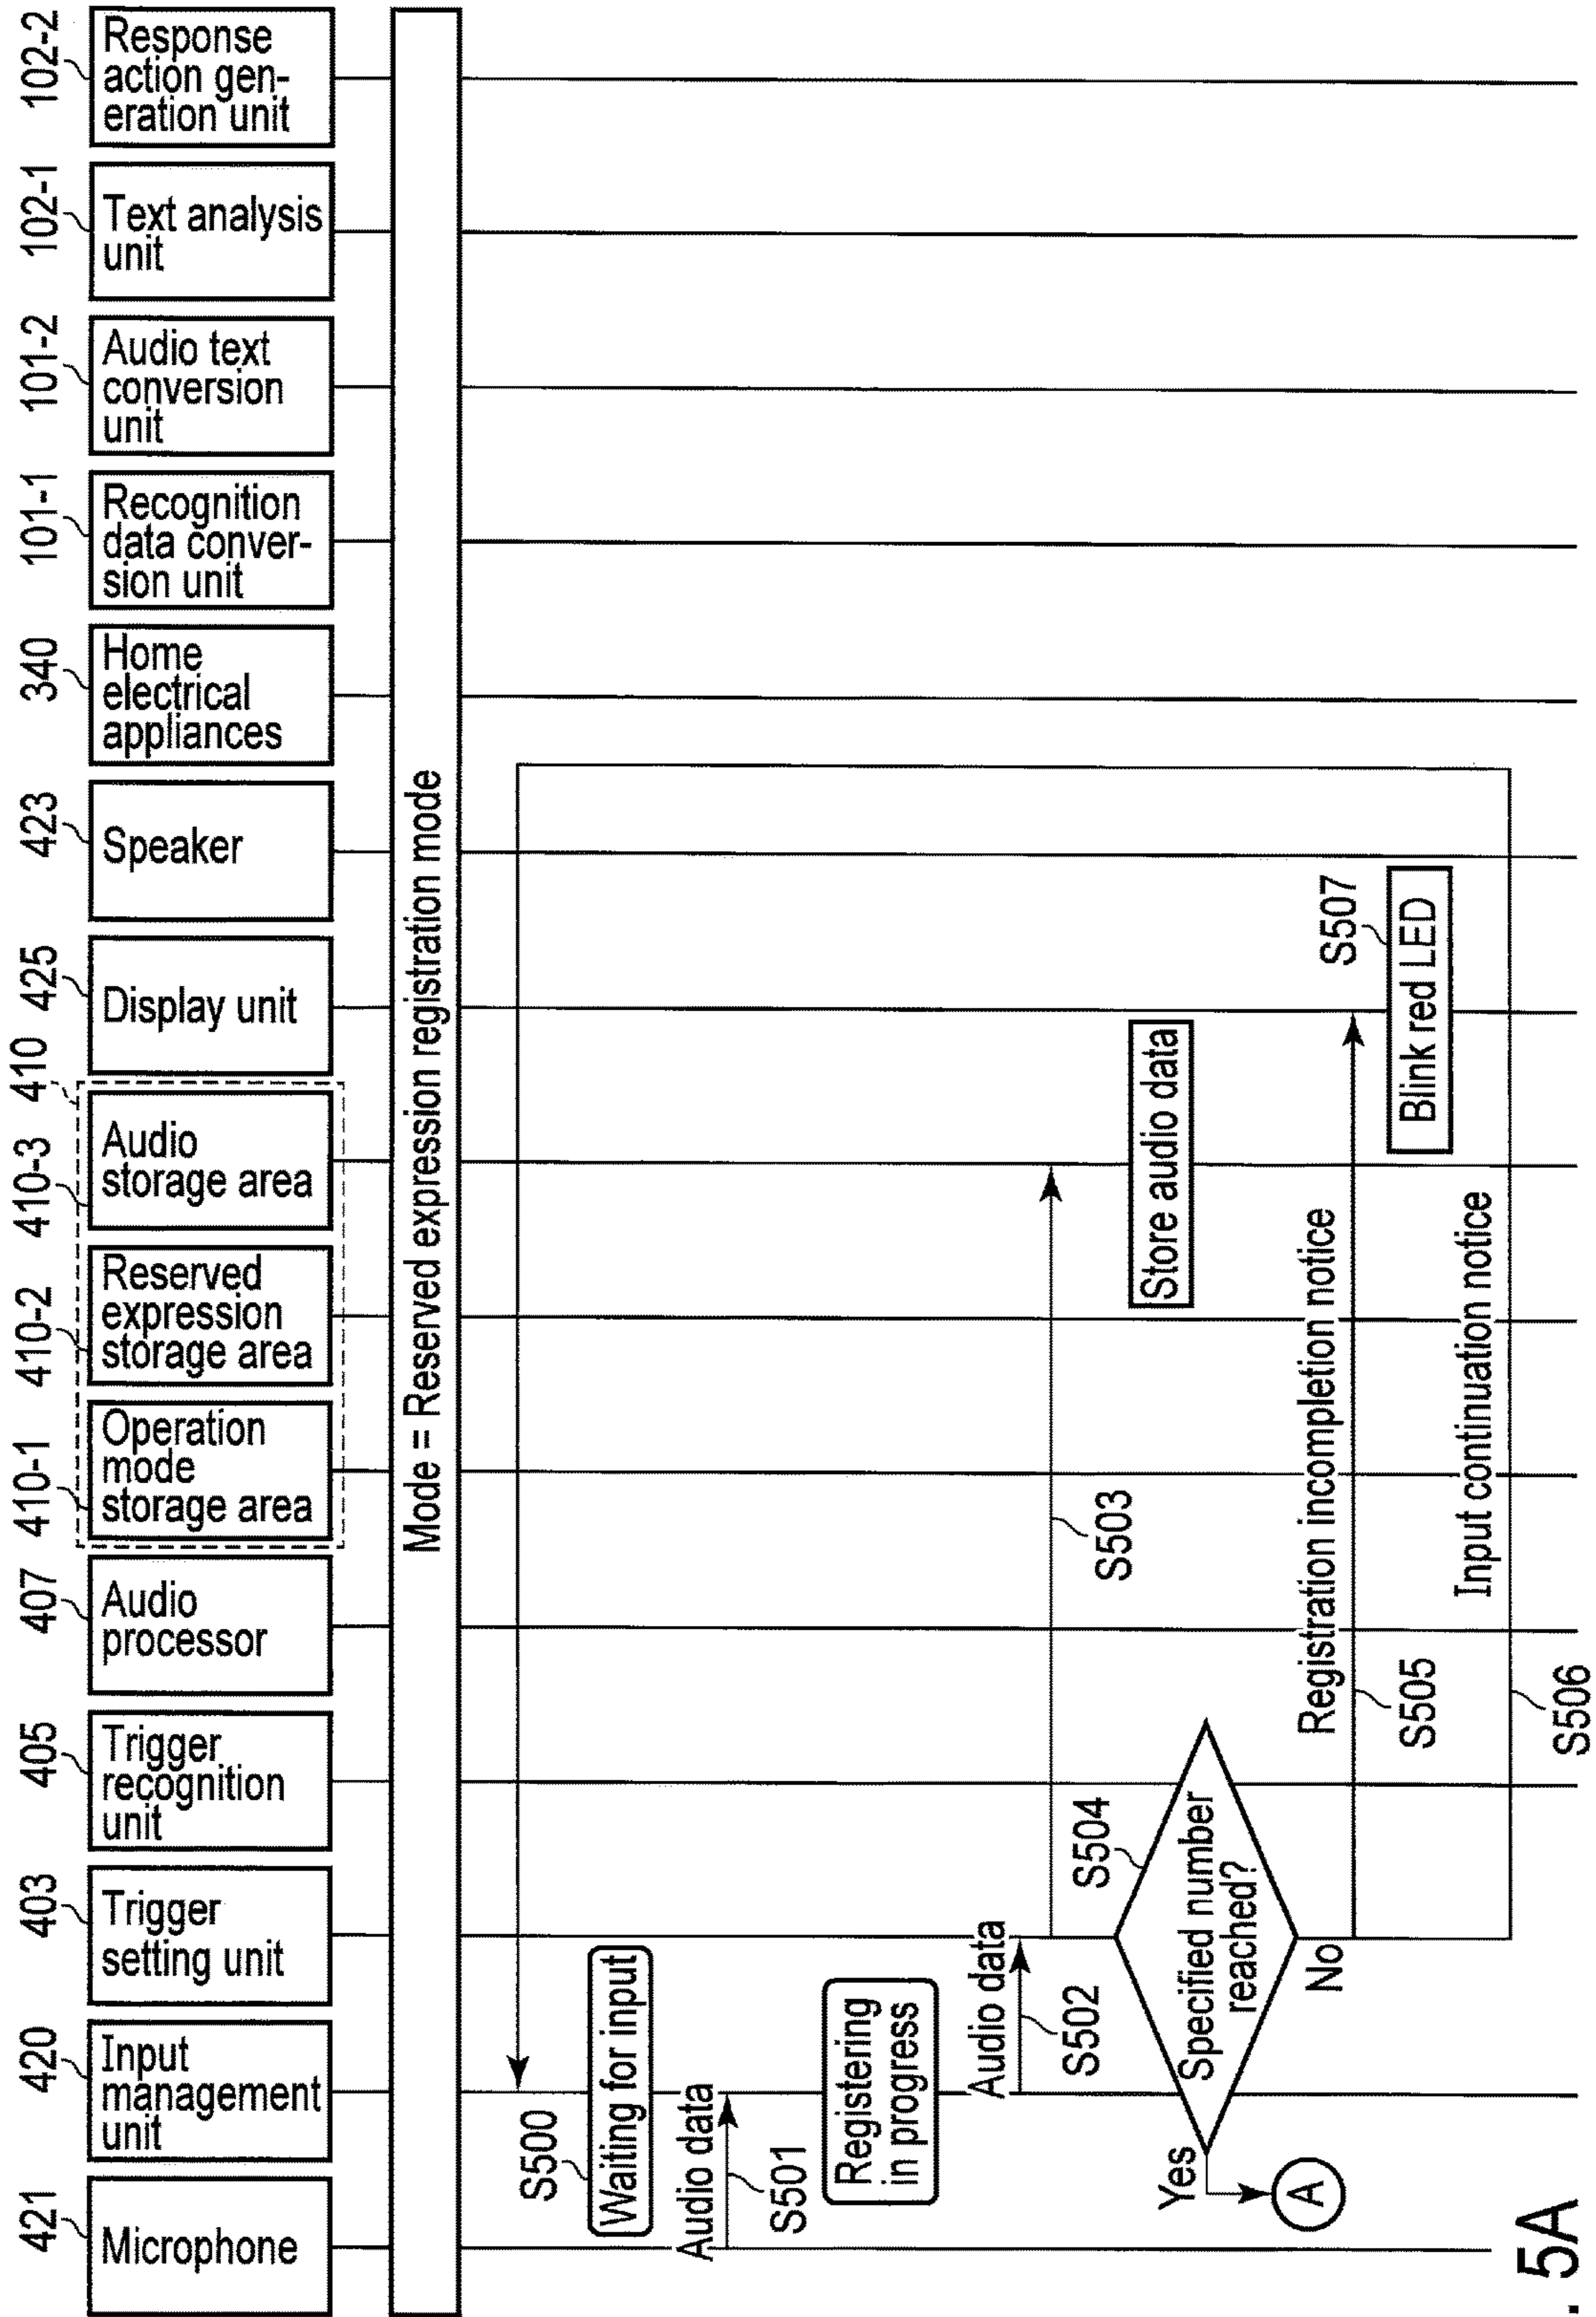 421
Microphone
420
Input
management
unit
403
Trigger
setting unit
405
Trigger
recognition
unit
407
Audio
processor
410-1
Operation
mode
storage area
410-2
Reserved
expression
storage area
410-3
Audio
storage area
410
425
Display unit
423
Speaker
340
Home
electrical
appliances
101-1
Recognition
data conver-
sion unit
101-2
Audio text
conversion
unit
102-1
Text analysis
unit
102-2
Response
action gen-
eration unit
Mode = Reserved expression registration mode
S500
Waiting for input
Audio data
S501
Registering
in progress
Audio data
S502
S503
Store audio data
S504
Specified number
reached?
Yes
A
No
Registration incompletion notice
S505
S507
Blink red LED
Input continuation notice
S506
. 5A